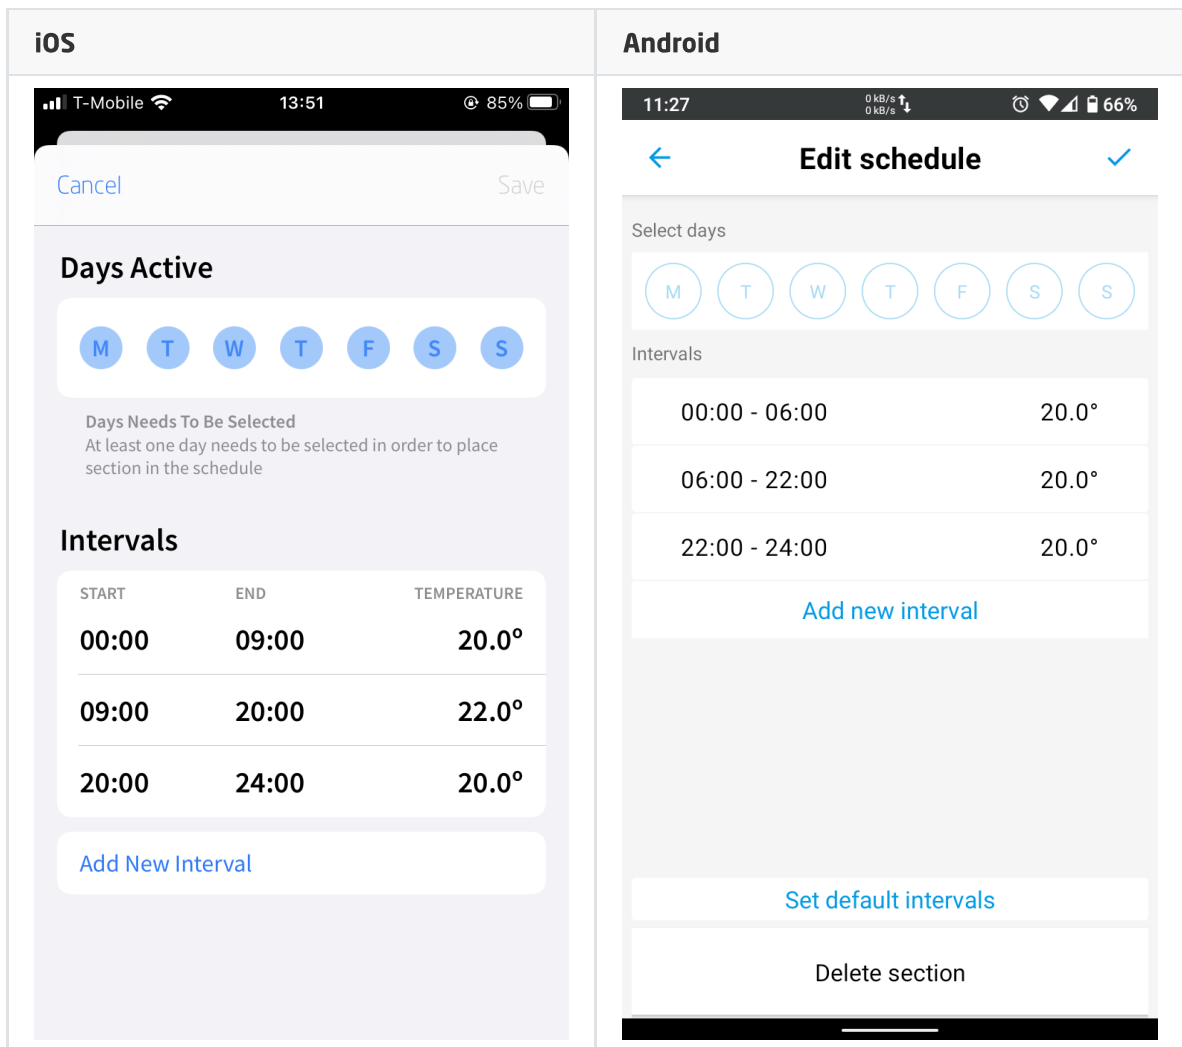 iOS
Android
T-Mobile
13:51
85%
Cancel
Save
Days Active
M T W T F S S
Days Needs To Be Selected
At least one day needs to be selected in order to place
section in the schedule
Intervals
START END TEMPERATURE
00:00 09:00 20.0º
09:00 20:00 22.0º
20:00 24:00 20.0º
Add New Interval
11:27
0 kB/s
0 kB/s
66%
Edit schedule
Select days
M T W T F S S
Intervals
00:00 - 06:00 20.0°
06:00 - 22:00 20.0°
22:00 - 24:00 20.0°
Add new interval
Set default intervals
Delete section